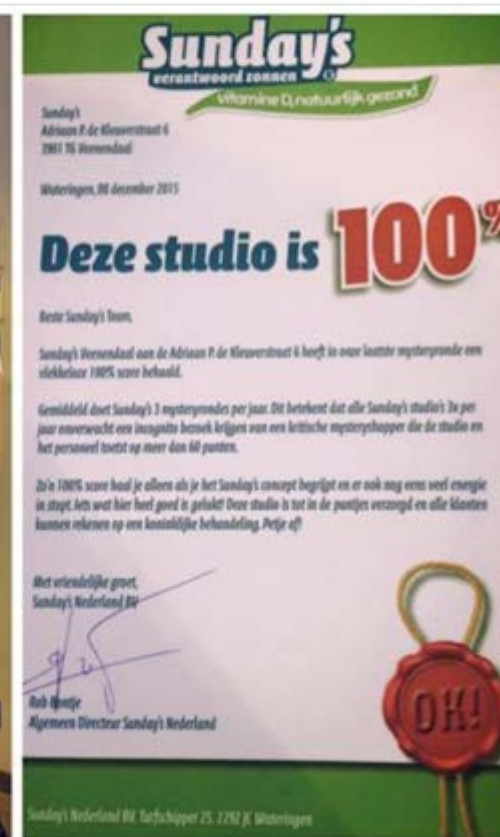 Sunday's
verantwoord zonnen
vitamine D, natuurlijk gezond
Sunday's
Adriaan P. de Kleuverstraat 6
3901 TG Veenendaal
Wateringen, 08 december 2015
Deze studio is 100%
Beste Sunday's Team,
Sunday's Veenendaal aan de Adriaan P. de Kleuverstraat 6 heeft in onze laatste mysteryronde een
vlekkeloze 100% score behaald.
Gemiddeld doet Sunday's 3 mysteryrondes per jaar. Dit betekent dat alle Sunday's studio's 3x per
jaar onverwacht een incognito bezoek krijgen van een kritische mysteryshopper die de studio en
het personeel toetst op meer dan 60 punten.
Zo'n 100% score haal je alleen als je het Sunday's concept begrijpt en er ook nog eens veel energie
in stopt. Iets wat hier heel goed is gelukt! Deze studio is tot in de puntjes verzorgd en alle klanten
kunnen rekenen op een koninklijke behandeling. Petje af!
Met vriendelijke groet,
Sunday's Nederland BV
Rob
Algemeen Directeur Sunday's Nederland
OK!
Sunday's Nederland BV. Turfschipper 25, 2292 JC Wateringen